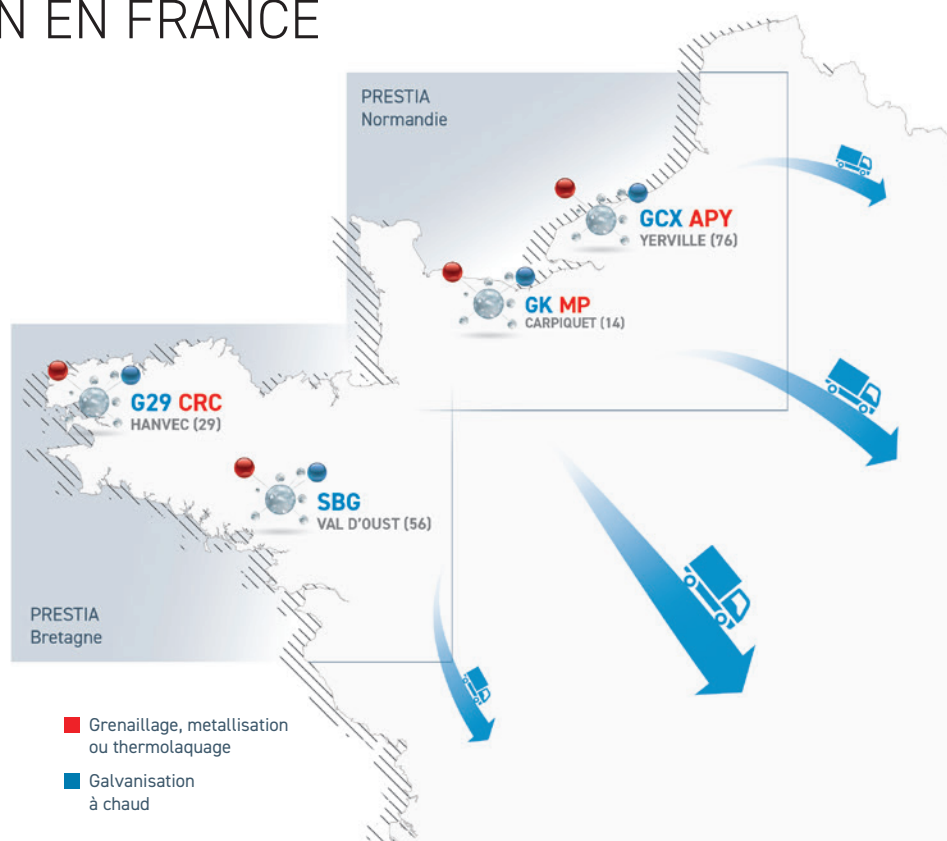 N EN FRANCE
PRESTIA
Normandie
GCX APY
YERVILLE (76)
GK MP
CARPIQUET (14)
G29 CRC
HANVEC (29)
SBG
VAL D'OUST (56)
PRESTIA
Bretagne
Grenaillage, metallisation
ou thermolaquage
Galvanisation
à chaud